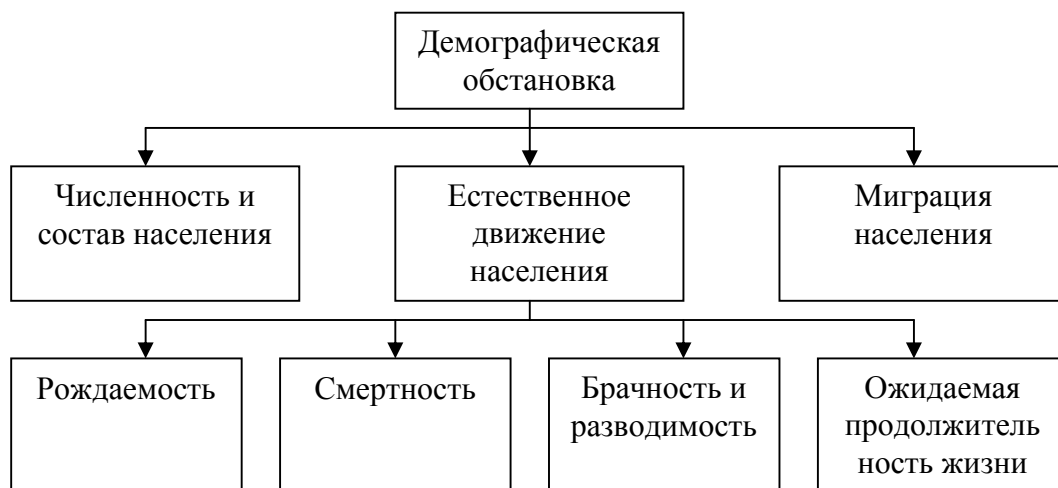 Демографическая
обстановка
Численность и
состав населения
Естественное
движение
населения
Миграция
населения
Рождаемость
Смертность
Брачность и
разводимость
Ожидаемая
продолжитель
ность жизни